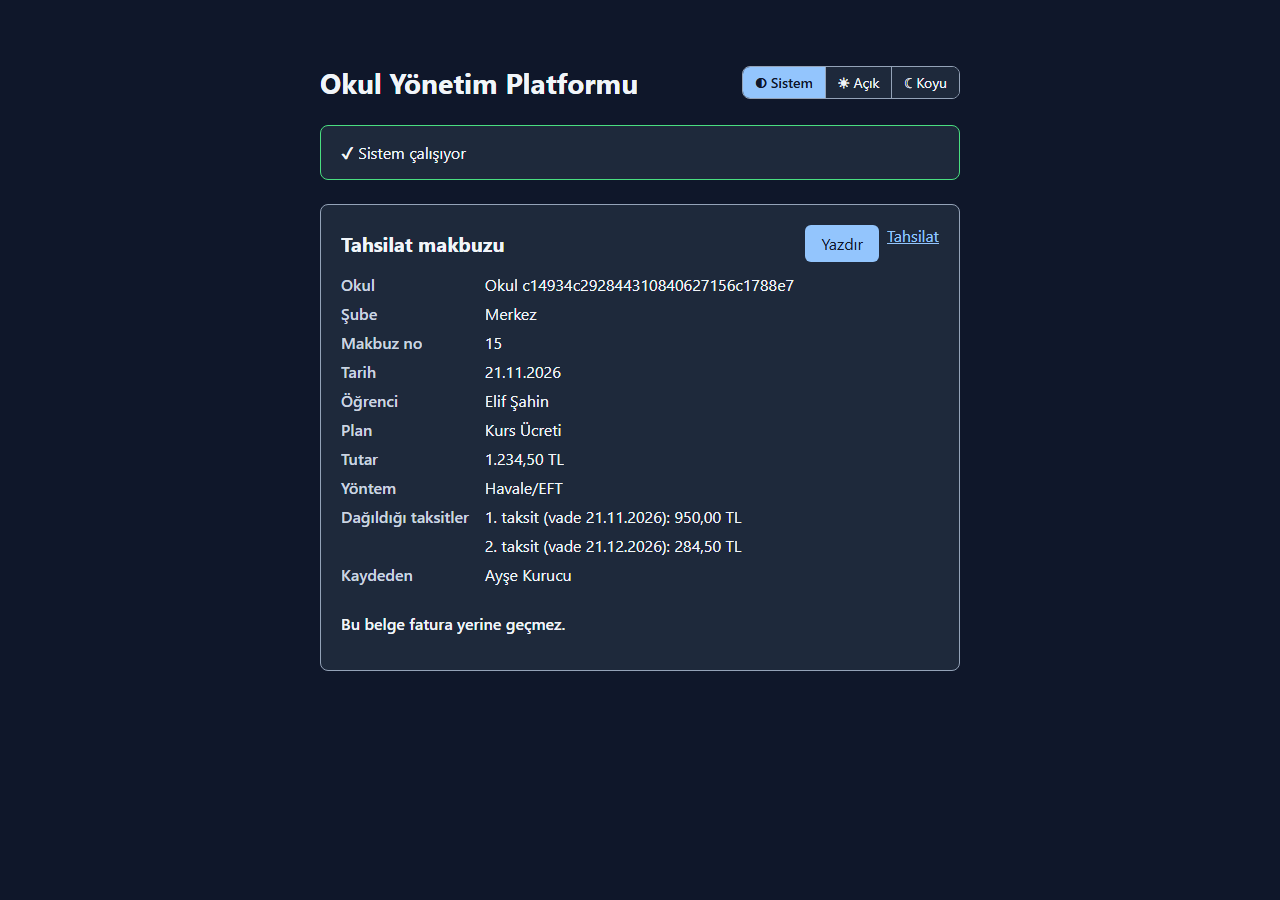 Okul Yönetim Platformu
◐ Sistem ☀ Açık ☾ Koyu
✓ Sistem çalışıyor
Tahsilat makbuzu
Yazdır Tahsilat
Okul Okul c14934c292844310840627156c1788e7
Şube Merkez
Makbuz no 15
Tarih 21.11.2026
Öğrenci Elif Şahin
Plan Kurs Ücreti
Tutar 1.234,50 TL
Yöntem Havale/EFT
Dağıldığı taksitler 1. taksit (vade 21.11.2026): 950,00 TL
2. taksit (vade 21.12.2026): 284,50 TL
Kaydeden Ayşe Kurucu
Bu belge fatura yerine geçmez.